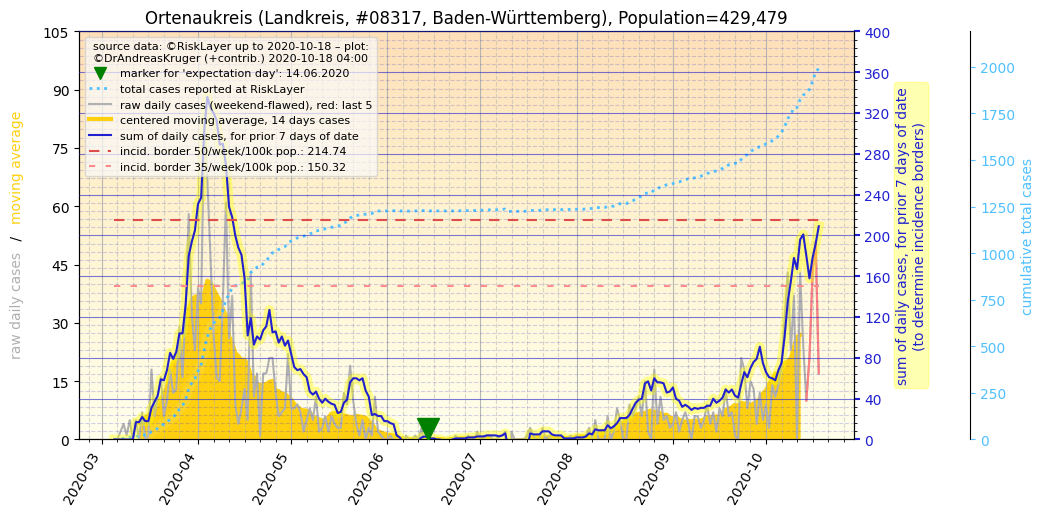 Ortenaukreis (Landkreis, #08317, Baden-Württemberg), Population=429,479
source data: ©RiskLayer up to 2020-10-18 – plot:
©DrAndreasKruger (+contrib.) 2020-10-18 04:00
marker for 'expectation day': 14.06.2020
total cases reported at RiskLayer
raw daily cases (weekend-flawed), red: last 5
centered moving average, 14 days cases
sum of daily cases, for prior 7 days of date
incid. border 50/week/100k pop.: 214.74
incid. border 35/week/100k pop.: 150.32
raw daily cases / moving average
105
90
75
60
45
30
15
0
400
360
320
280
240
200
160
120
80
40
0
sum of daily cases, for prior 7 days of date
(to determine incidence borders)
2000
1750
1500
1250
1000
750
500
250
0
cumulative total cases
2020-03
2020-04
2020-05
2020-06
2020-07
2020-08
2020-09
2020-10